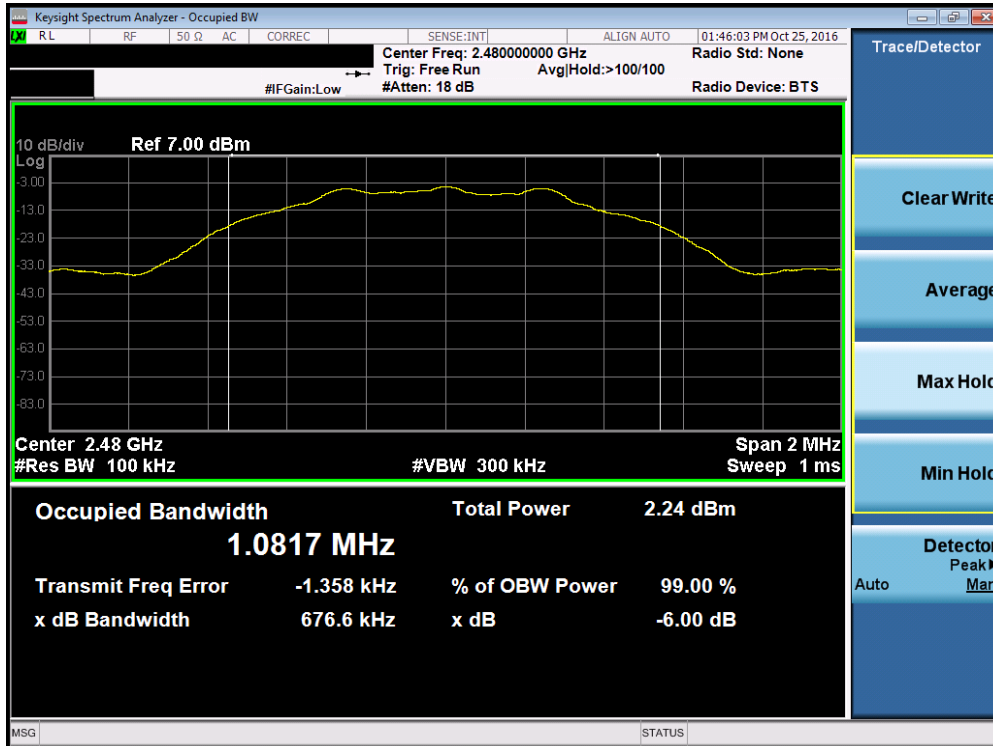 Keysight Spectrum Analyzer - Occupied BW
LXI RL RF 50 Ω AC CORREC SENSE:INT ALIGN AUTO 01:46:03 PM Oct 25, 2016
Center Freq: 2.480000000 GHz Radio Std: None
Trig: Free Run Avg|Hold:>100/100
#IFGain:Low #Atten: 18 dB Radio Device: BTS
Trace/Detector
10 dB/div Ref 7.00 dBm
Log
-3.00
-13.0
-23.0
-33.0
-43.0
-53.0
-63.0
-73.0
-83.0
Center 2.48 GHz Span 2 MHz
#Res BW 100 kHz #VBW 300 kHz Sweep 1 ms
Occupied Bandwidth Total Power 2.24 dBm
1.0817 MHz
Transmit Freq Error -1.358 kHz % of OBW Power 99.00 %
x dB Bandwidth 676.6 kHz x dB -6.00 dB
Clear Write
Average
Max Hold
Min Hold
Detector
Peak
Auto Man
MSG STATUS